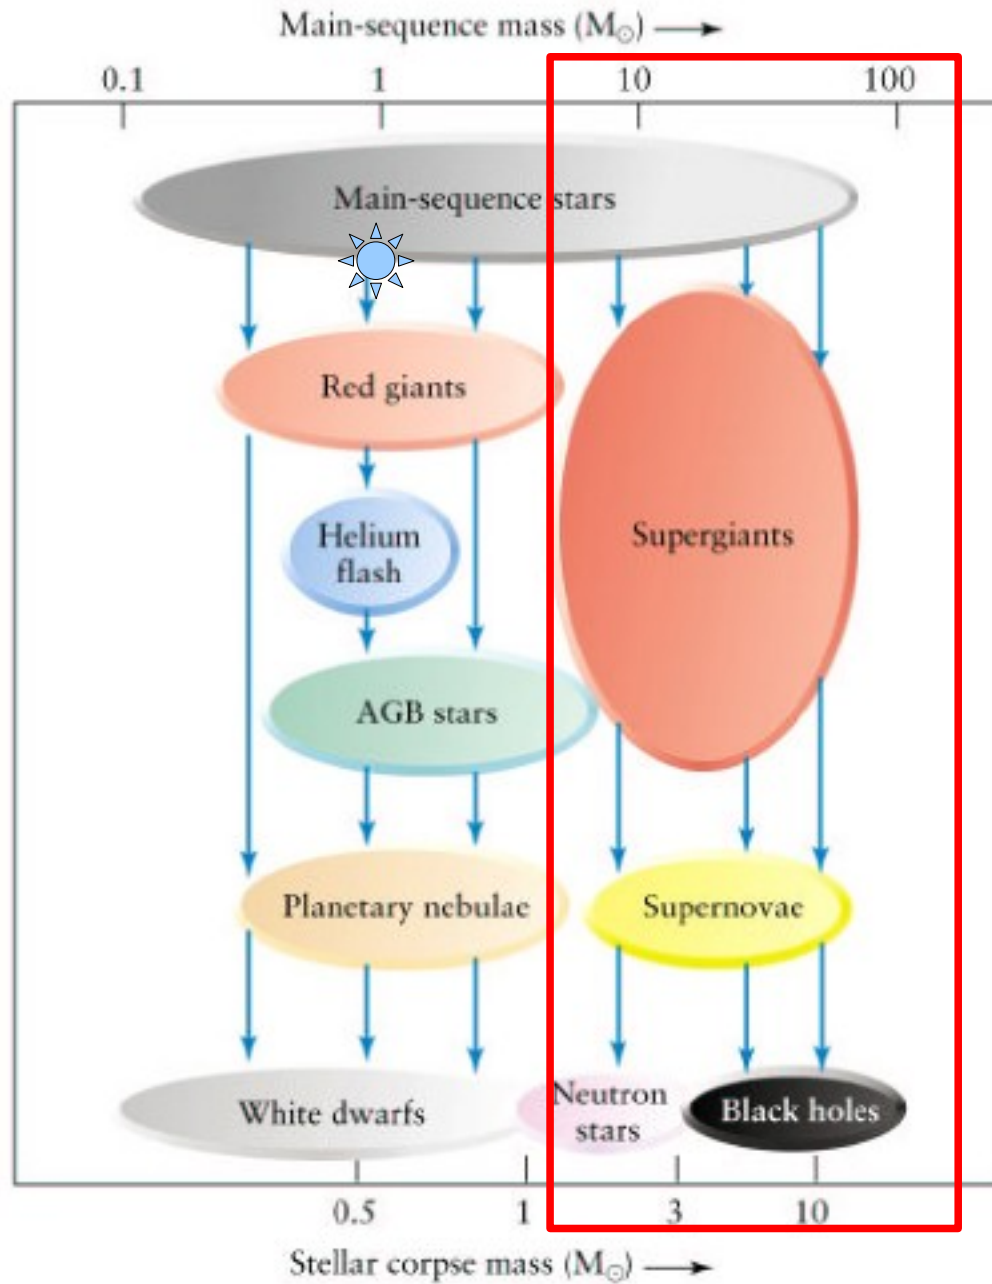 Main-sequence mass (M☉) →
0.1 1 10 100
Main-sequence stars
Red giants
Helium
flash
Supergiants
AGB stars
Planetary nebulae
Supernovae
White dwarfs
Neutron
stars
Black holes
0.5 1 3 10
Stellar corpse mass (M☉) →